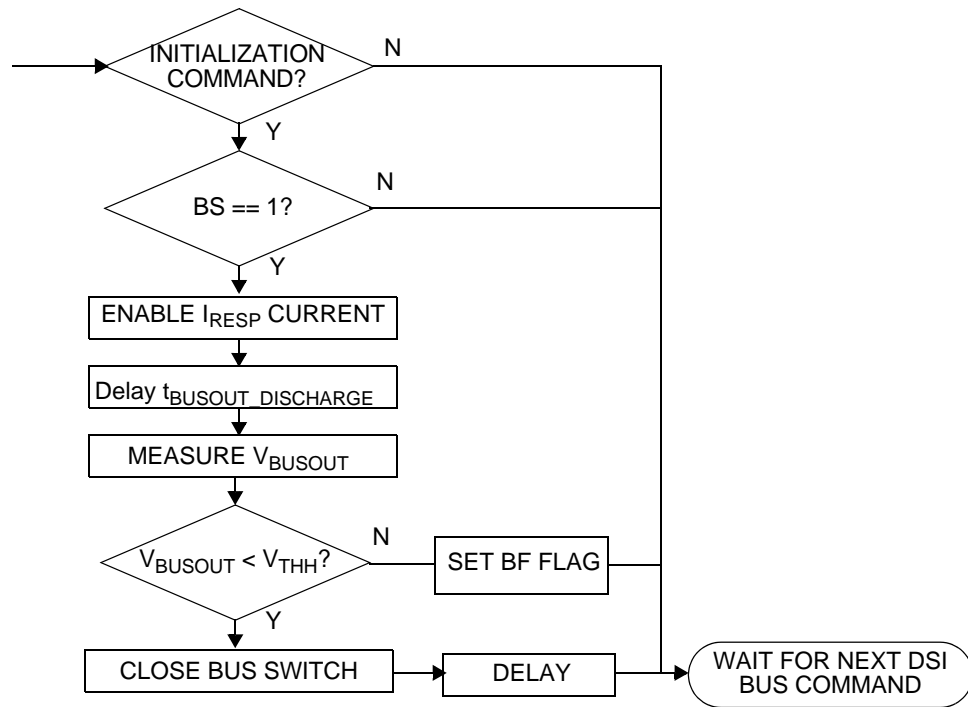 INITIALIZATION
COMMAND?
N
Y
BS == 1?
N
Y
ENABLE IRESP CURRENT
Delay tBUSOUT_DISCHARGE
MEASURE VBUSOUT
VBUSOUT < VTHH?
N
SET BF FLAG
Y
CLOSE BUS SWITCH
DELAY
WAIT FOR NEXT DSI
BUS COMMAND